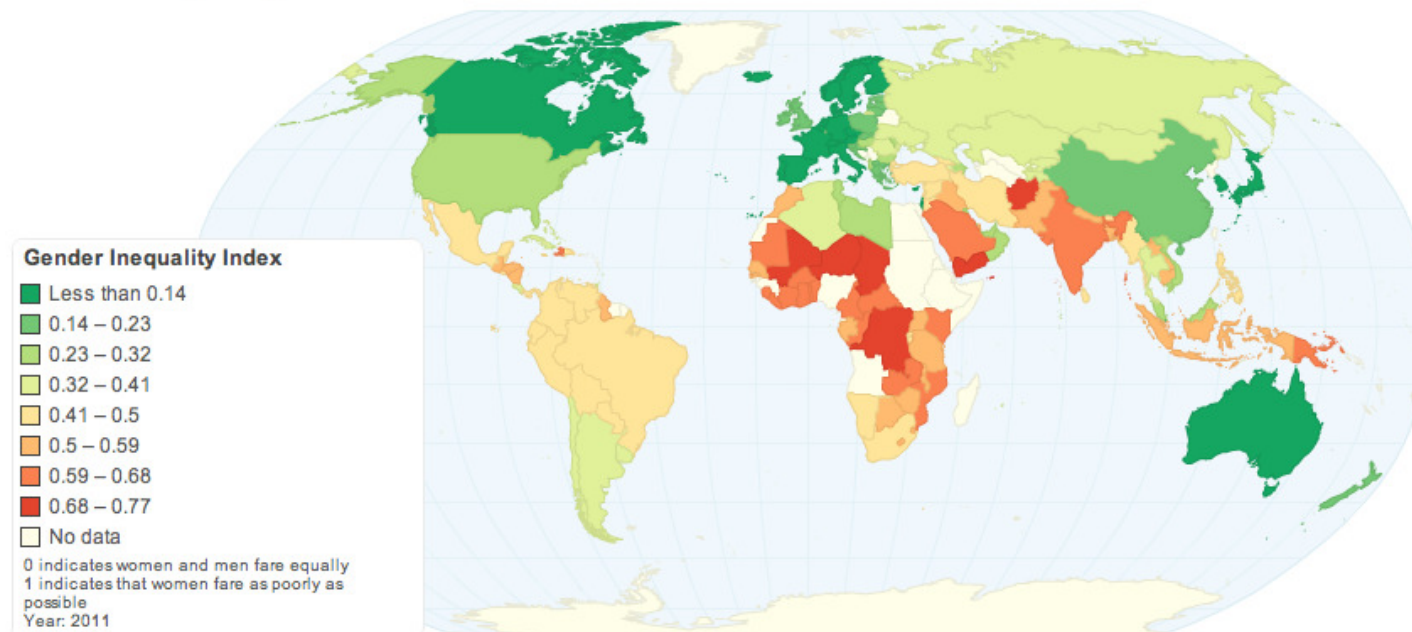 Gender Inequality Index
Less than 0.14
0.14 – 0.23
0.23 – 0.32
0.32 – 0.41
0.41 – 0.5
0.5 – 0.59
0.59 – 0.68
0.68 – 0.77
No data
0 indicates women and men fare equally
1 indicates that women fare as poorly as
possible
Year: 2011